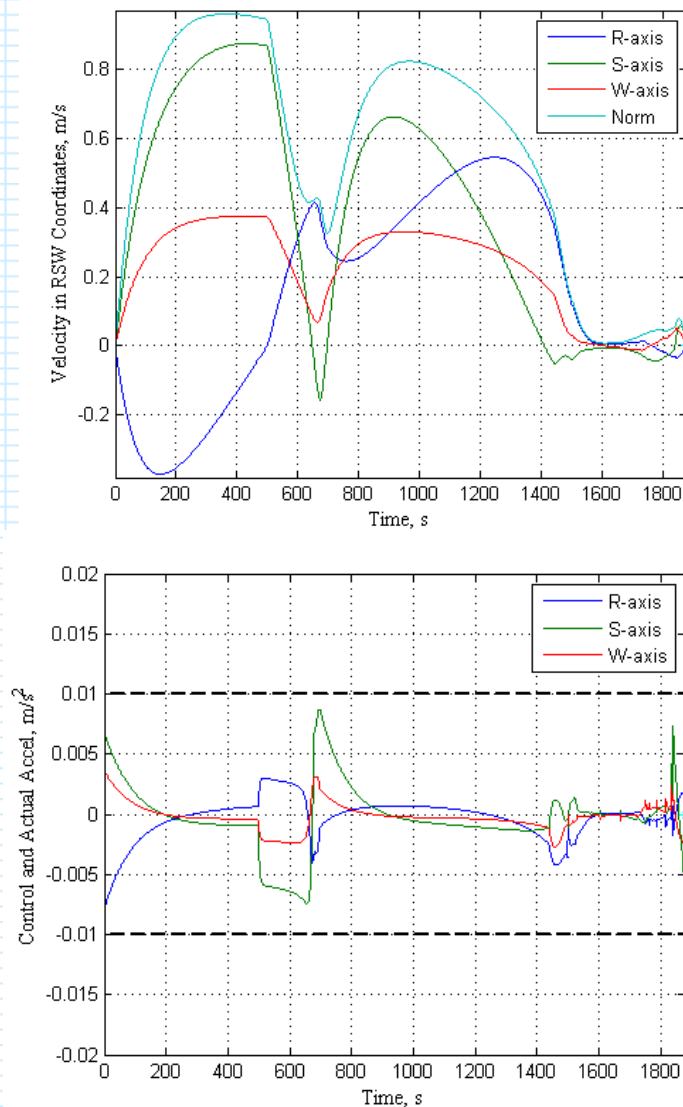 Velocity in RSW Coordinates, m/s
0.8
0.6
0.4
0.2
0
-0.2
R-axis
S-axis
W-axis
Norm
0 200 400 600 800 1000 1200 1400 1600 1800
Time, s
Control and Actual Accel, m/s²
0.02
0.015
0.01
0.005
0
-0.005
-0.01
-0.015
-0.02
R-axis
S-axis
W-axis
0 200 400 600 800 1000 1200 1400 1600 1800
Time, s